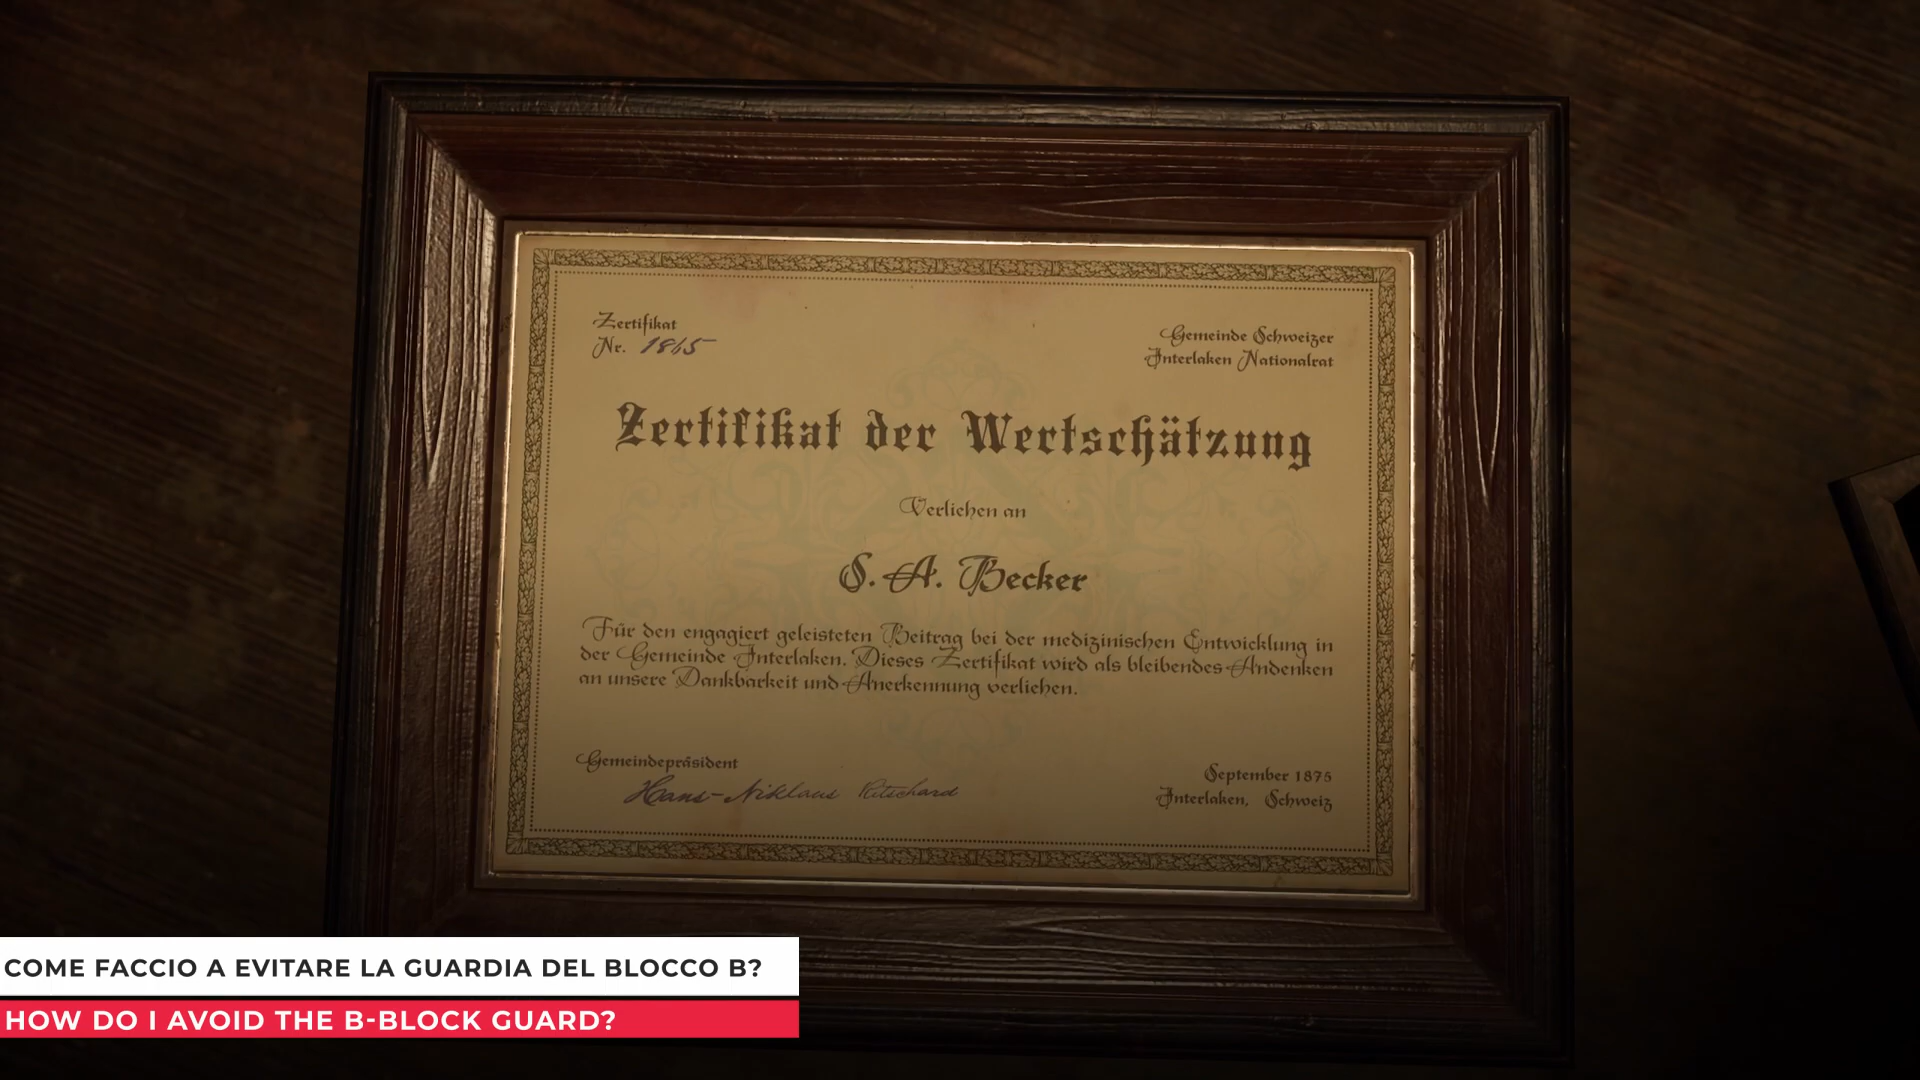 Zertifikat
Nr. 1865
Gemeinde Schweizer
Interlaken Nationalrat
Zertifikat der Wertschätzung
Verliehen an
S. A. Becker
Für den engagiert geleisteten Beitrag bei der medizinischen Entwicklung in
der Gemeinde Interlaken. Dieses Zertifikat wird als bleibendes Andenken
an unsere Dankbarkeit und Anerkennung verliehen.
Gemeindepräsident
Hans-Niklaus Ritschard
September 1875
Interlaken, Schweiz
COME FACCIO A EVITARE LA GUARDIA DEL BLOCCO B?
HOW DO I AVOID THE B-BLOCK GUARD?